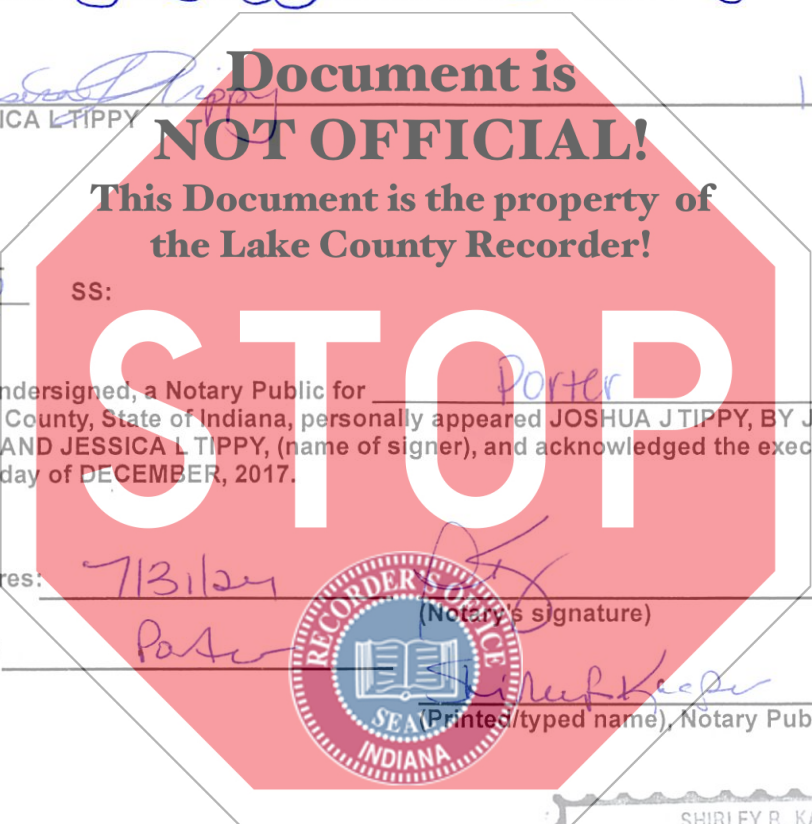 Document is
Tippy
ICA L TIPPY
NOT OFFICIAL!
This Document is the property of
the Lake County Recorder!
SS:
STOP
ndersigned, a Notary Public for Porter
County, State of Indiana, personally appeared JOSHUA J TIPPY, BY J
AND JESSICA L TIPPY, (name of signer), and acknowledged the exec
day of DECEMBER, 2017.
res: 7/31/24
(Notary's signature)
Porter
(Printed/typed name), Notary Pub
RECORDER'S OFFICE
SEAL
INDIANA
SHIRLEY R. KA